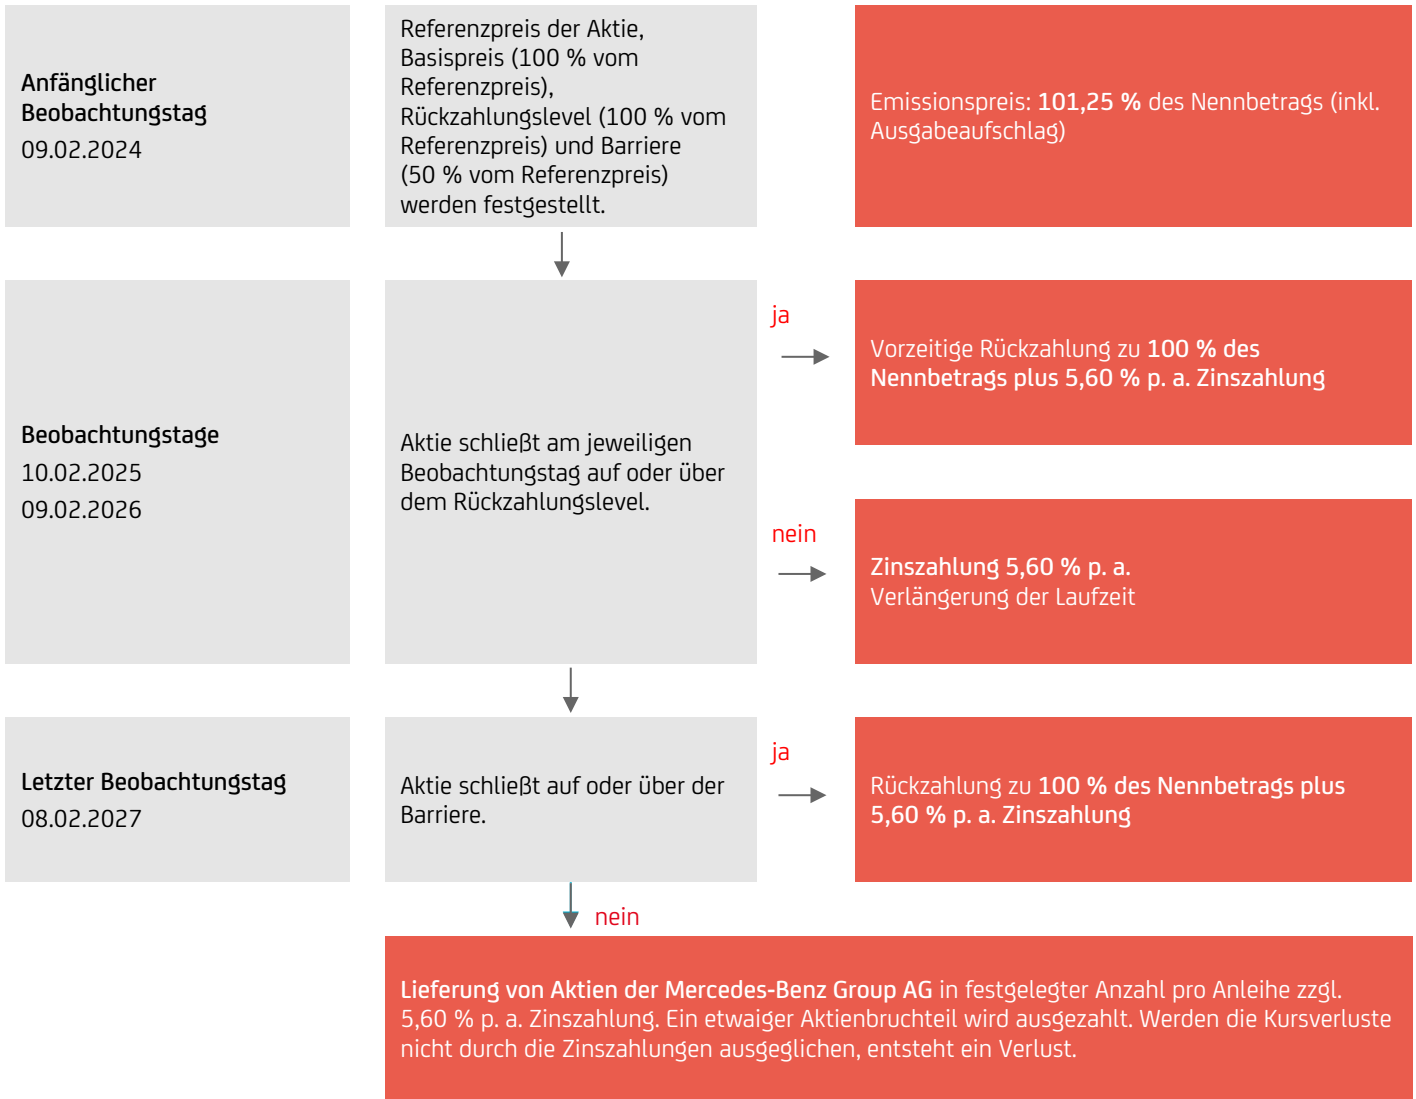 Anfänglicher
Beobachtungstag
09.02.2024
Referenzpreis der Aktie,
Basispreis (100 % vom
Referenzpreis),
Rückzahlungslevel (100 % vom
Referenzpreis) und Barriere
(50 % vom Referenzpreis)
werden festgestellt.
Emissionspreis: 101,25 % des Nennbetrags (inkl.
Ausgabeaufschlag)
Beobachtungstage
10.02.2025
09.02.2026
Aktie schließt am jeweiligen
Beobachtungstag auf oder über
dem Rückzahlungslevel.
ja
Vorzeitige Rückzahlung zu 100 % des
Nennbetrags plus 5,60 % p. a. Zinszahlung
nein
Zinszahlung 5,60 % p. a.
Verlängerung der Laufzeit
Letzter Beobachtungstag
08.02.2027
Aktie schließt auf oder über der
Barriere.
ja
Rückzahlung zu 100 % des Nennbetrags plus
5,60 % p. a. Zinszahlung
nein
Lieferung von Aktien der Mercedes-Benz Group AG in festgelegter Anzahl pro Anleihe zzgl.
5,60 % p. a. Zinszahlung. Ein etwaiger Aktienbruchteil wird ausgezahlt. Werden die Kursverluste
nicht durch die Zinszahlungen ausgeglichen, entsteht ein Verlust.